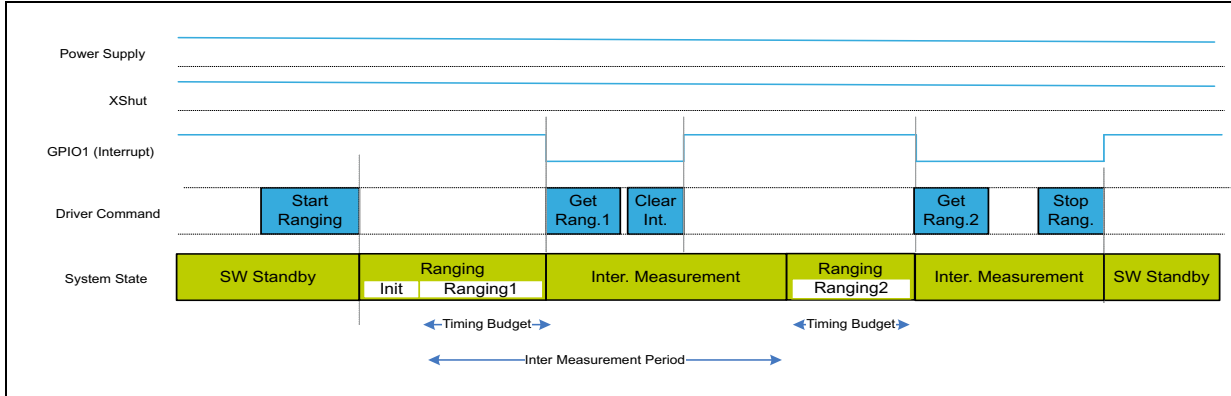 Power Supply
XShut
GPIO1 (Interrupt)
Driver Command
Start
Ranging
Get
Rang.1
Clear
Int.
Get
Rang.2
Stop
Rang.
System State
SW Standby
Ranging
Init
Ranging1
Inter. Measurement
Ranging
Ranging2
Inter. Measurement
SW Standby
Timing Budget
Timing Budget
Inter Measurement Period